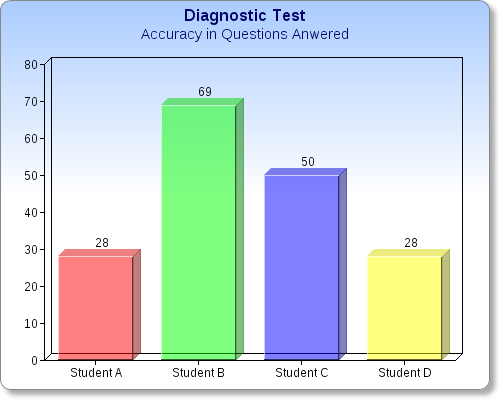 Diagnostic Test
Accuracy in Questions Anwered
80
70
60
50
40
30
20
10
0
28
69
50
28
Student A
Student B
Student C
Student D